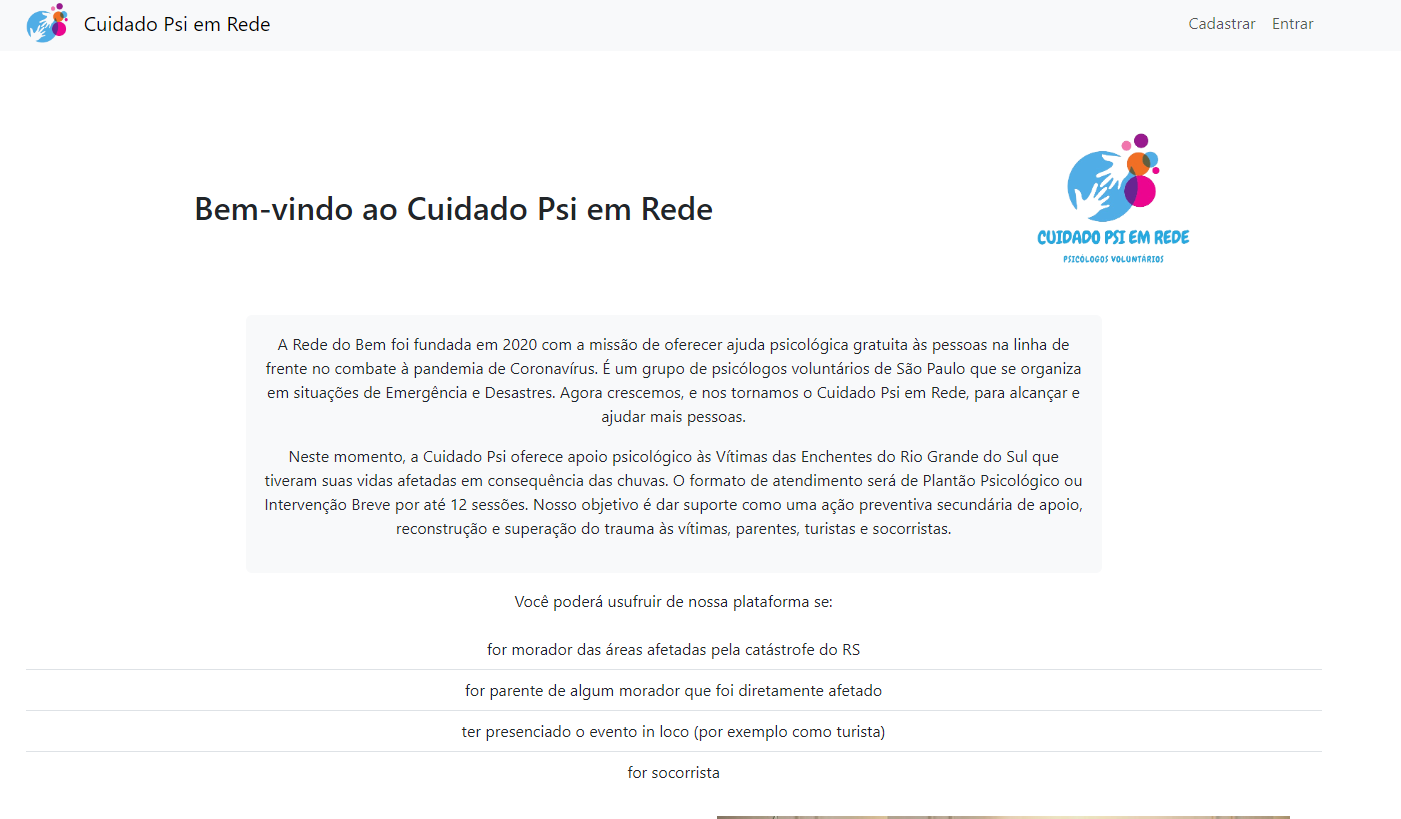 Cuidado Psi em Rede
Cadastrar Entrar
Bem-vindo ao Cuidado Psi em Rede
CUIDADO PSI EM REDE
PSICÓLOGOS VOLUNTÁRIOS
A Rede do Bem foi fundada em 2020 com a missão de oferecer ajuda psicológica gratuita às pessoas na linha de
frente no combate à pandemia de Coronavírus. É um grupo de psicólogos voluntários de São Paulo que se organiza
em situações de Emergência e Desastres. Agora crescemos, e nos tornamos o Cuidado Psi em Rede, para alcançar e
ajudar mais pessoas.
Neste momento, a Cuidado Psi oferece apoio psicológico às Vítimas das Enchentes do Rio Grande do Sul que
tiveram suas vidas afetadas em consequência das chuvas. O formato de atendimento será de Plantão Psicológico ou
Intervenção Breve por até 12 sessões. Nosso objetivo é dar suporte como uma ação preventiva secundária de apoio,
reconstrução e superação do trauma às vítimas, parentes, turistas e socorristas.
Você poderá usufruir de nossa plataforma se:
for morador das áreas afetadas pela catástrofe do RS
for parente de algum morador que foi diretamente afetado
ter presenciado o evento in loco (por exemplo como turista)
for socorrista